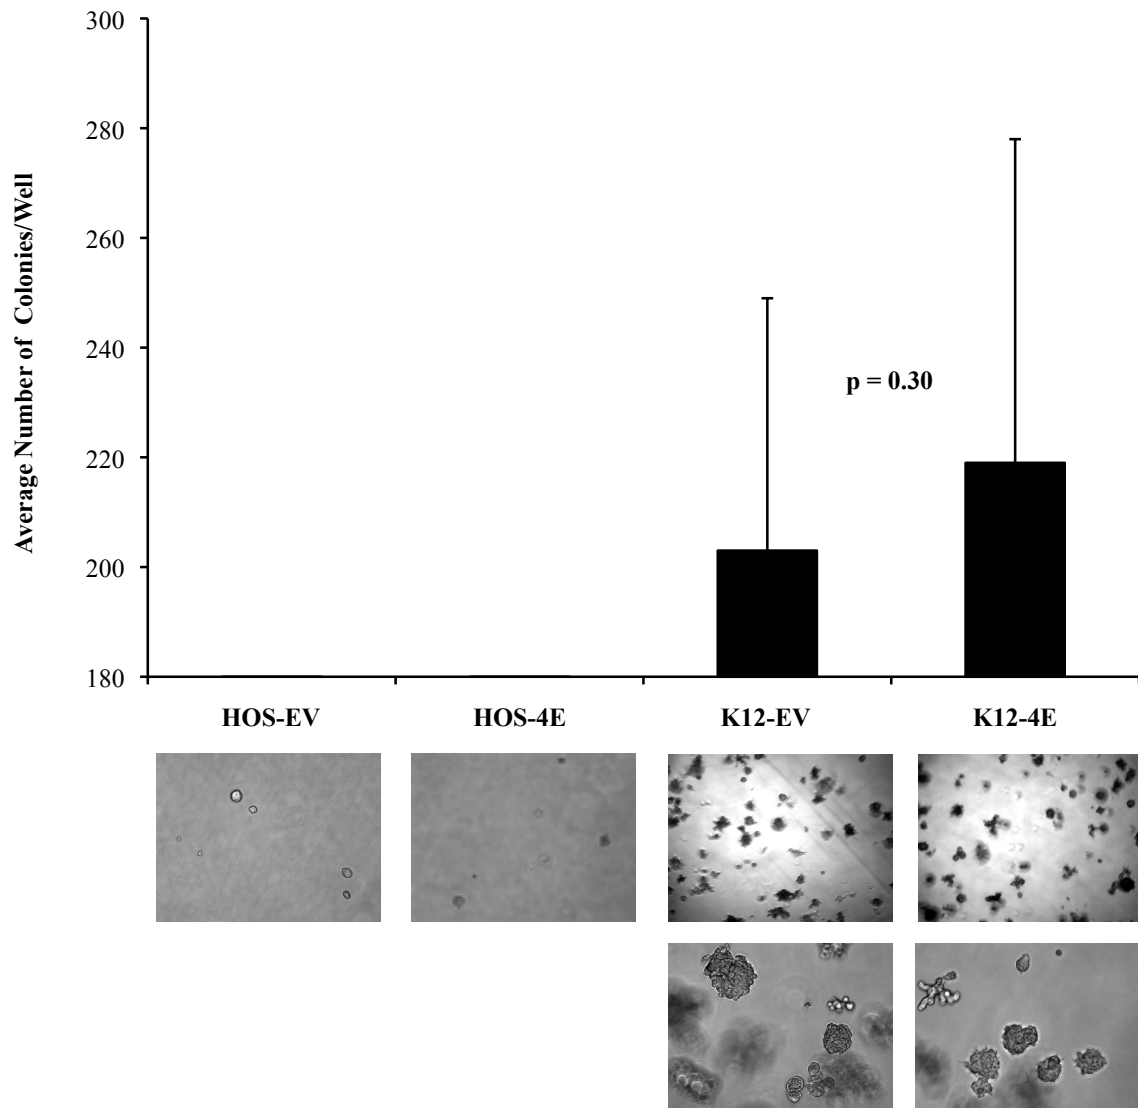 300
280
260
240
220
200
180
Average Number of Colonies/Well
p = 0.30
HOS-EV
HOS-4E
K12-EV
K12-4E